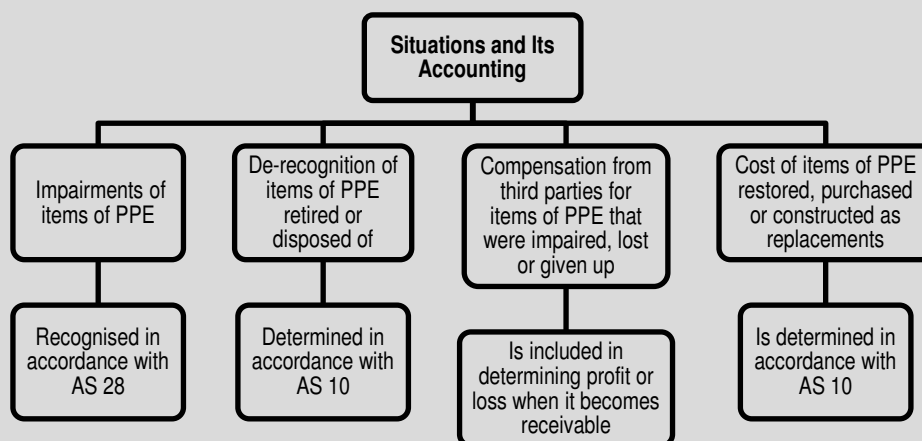 Situations and Its
Accounting
Impairments of
items of PPE
De-recognition of
items of PPE
retired or
disposed of
Compensation from
third parties for
items of PPE that
were impaired, lost
or given up
Cost of items of PPE
restored, purchased
or constructed as
replacements
Recognised in
accordance with
AS 28
Determined in
accordance with
AS 10
Is included in
determining profit or
loss when it becomes
receivable
Is determined in
accordance with
AS 10